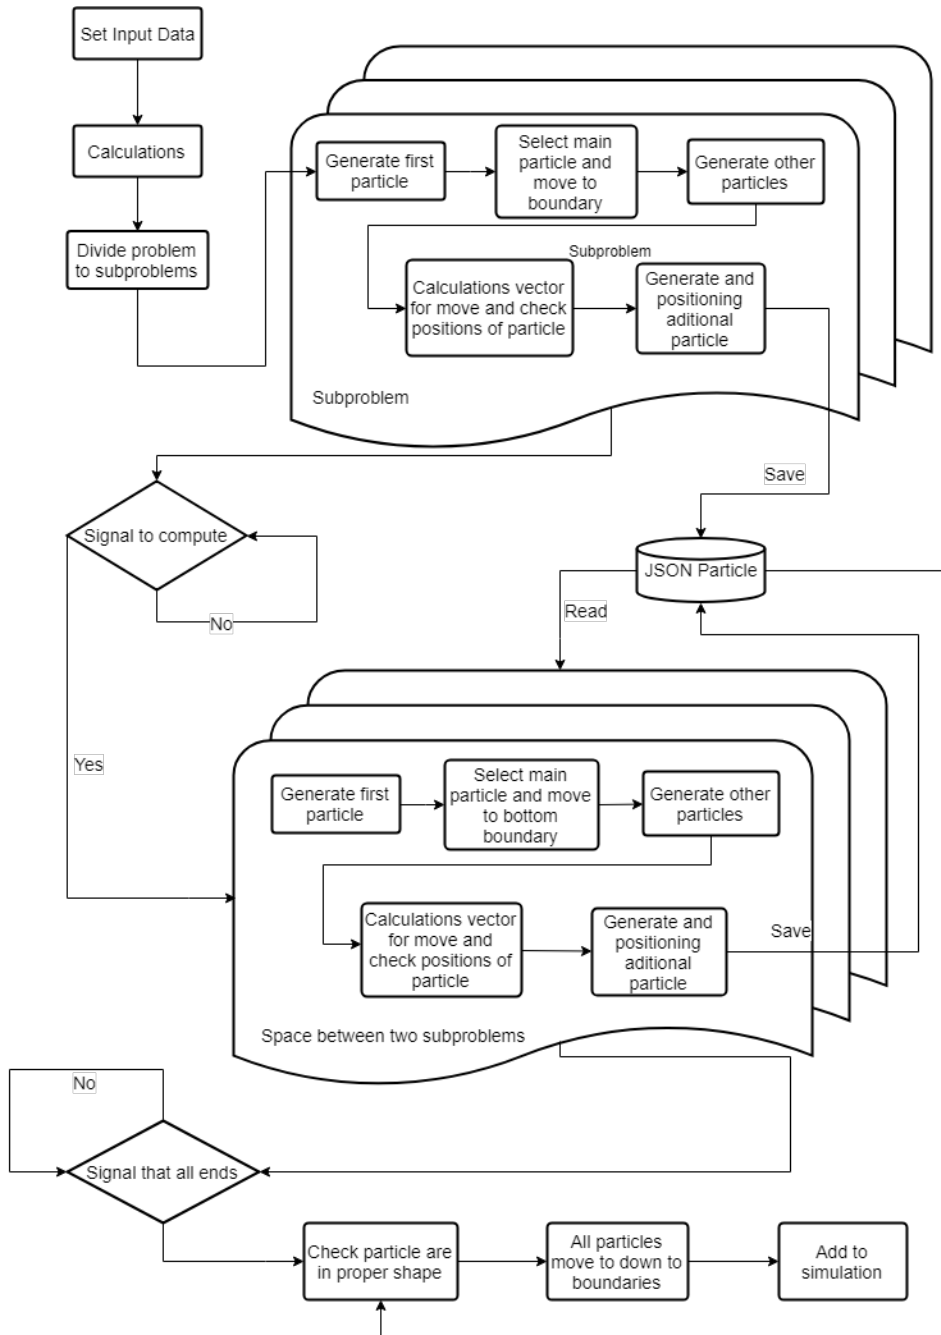 Set Input Data
Calculations
Divide problem
to subproblems
Generate first
particle
Select main
particle and
move to
boundary
Generate other
particles
Subproblem
Calculations vector
for move and check
positions of particle
Generate and
positioning
aditional
particle
Subproblem
Save
Signal to compute
No
JSON Particle
Read
Yes
Generate first
particle
Select main
particle and move
to bottom
boundary
Generate other
particles
Calculations vector
for move and
check positions of
particle
Generate and
positioning
aditional
particle
Save
Space between two subproblems
No
Signal that all ends
Check particle are
in proper shape
All particles
move to down to
boundaries
Add to
simulation